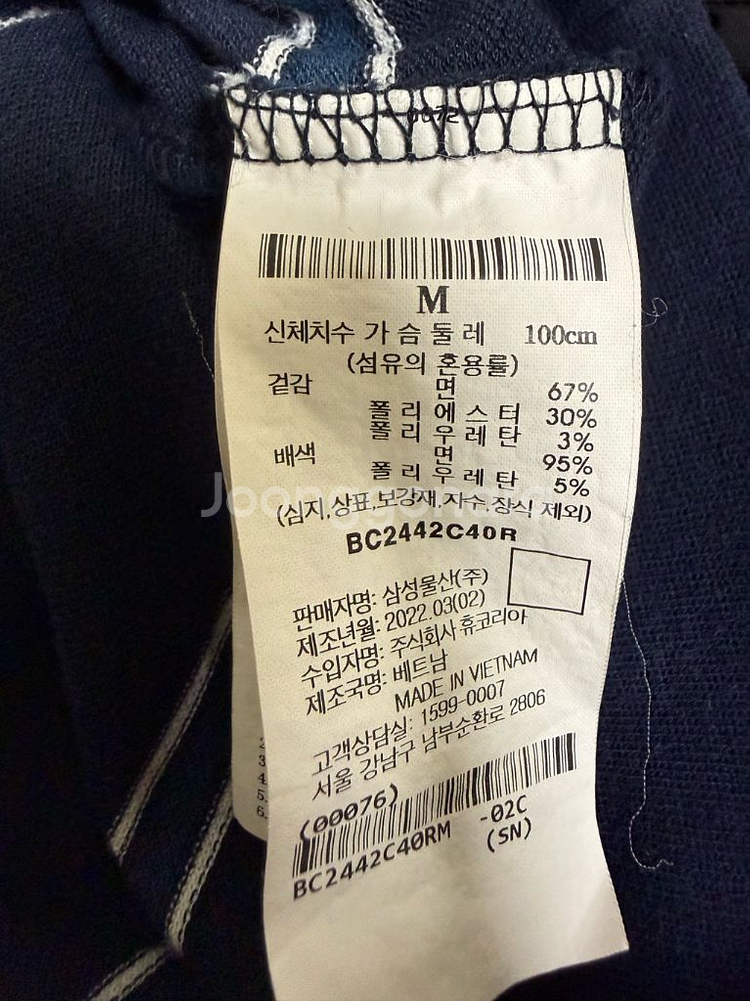 0072
M
신체치수 가 슴 둘 레 100cm
(섬유의 혼용률)
겉감 면 67%
폴 리 에 스 터 30%
폴 리 우 레 탄 3%
배색 면 95%
폴 리 우 레 탄 5%
(심지,상표,보강재,자수,장식 제외)
BC2442C40R
판매자명: 삼성물산(주)
제조년월: 2022.03(02)
수입자명: 주식회사 휴코리아
제조국명: 베트남
MADE IN VIETNAM
고객상담실: 1599-0007
서울 강남구 남부순환로 2806
(00076)
BC2442C40RM -02C
(SN)
2
3
4
5.
6.